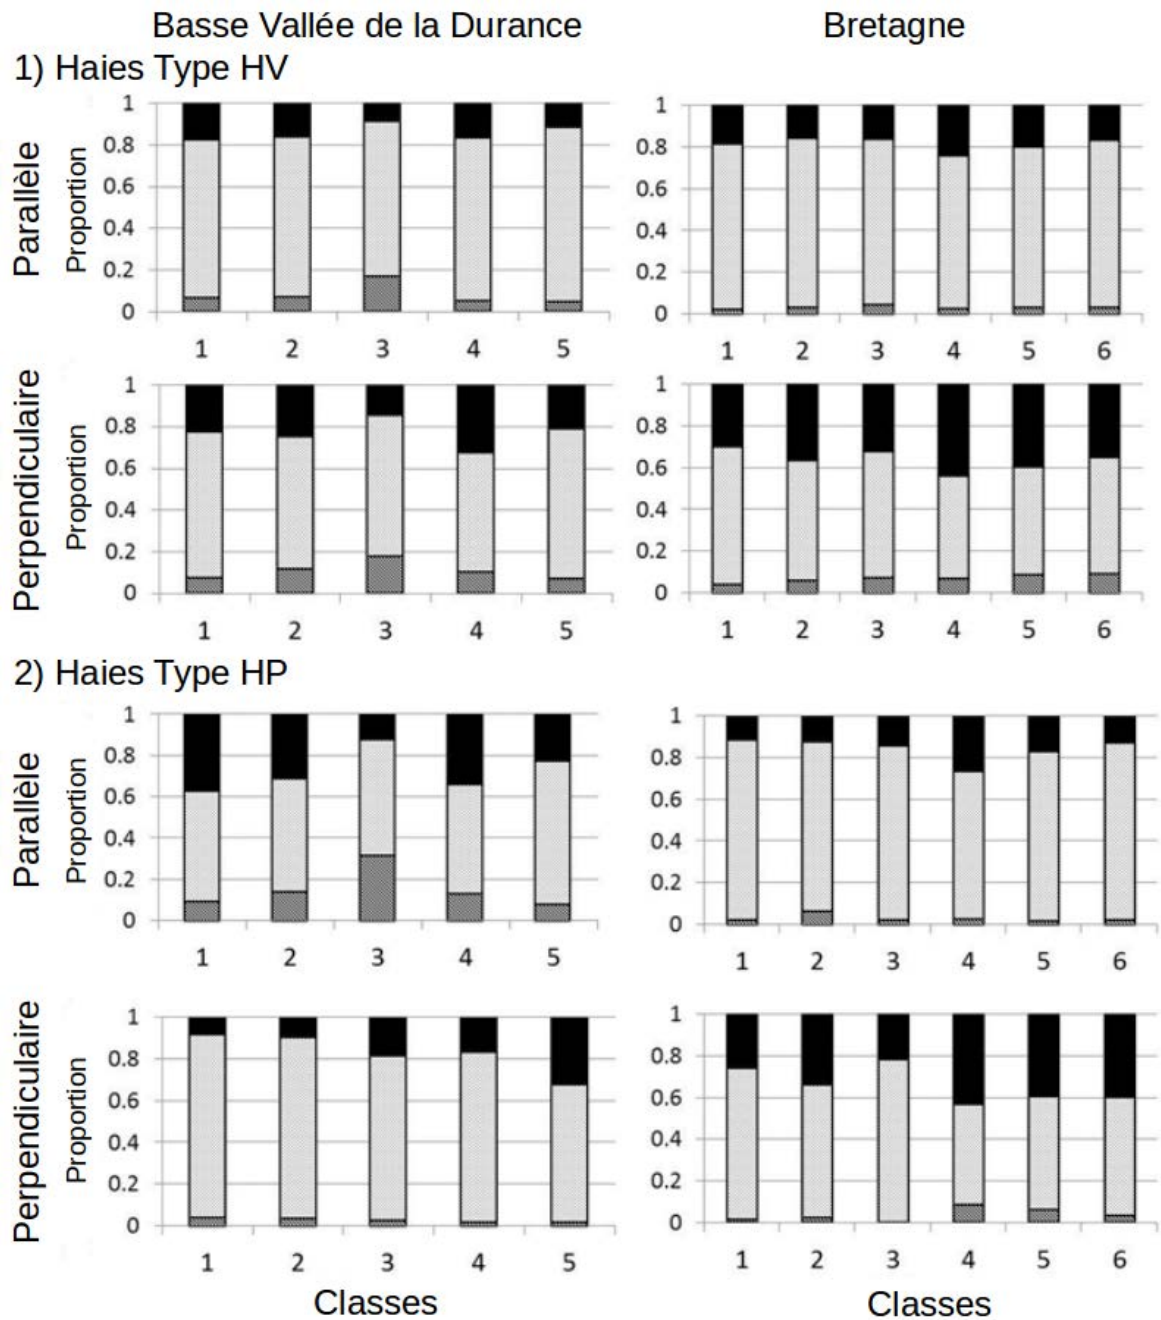 Basse Vallée de la Durance Bretagne
1) Haies Type HV
Parallèle
Proportion
1
0.8
0.6
0.4
0.2
0
1 2 3 4 5
1
0.8
0.6
0.4
0.2
0
1 2 3 4 5 6
Perpendiculaire
Proportion
1
0.8
0.6
0.4
0.2
0
1 2 3 4 5
1
0.8
0.6
0.4
0.2
0
1 2 3 4 5 6
2) Haies Type HP
Parallèle
Proportion
1
0.8
0.6
0.4
0.2
0
1 2 3 4 5
1
0.8
0.6
0.4
0.2
0
1 2 3 4 5 6
Perpendiculaire
Proportion
1
0.8
0.6
0.4
0.2
0
1 2 3 4 5
Classes
1
0.8
0.6
0.4
0.2
0
1 2 3 4 5 6
Classes